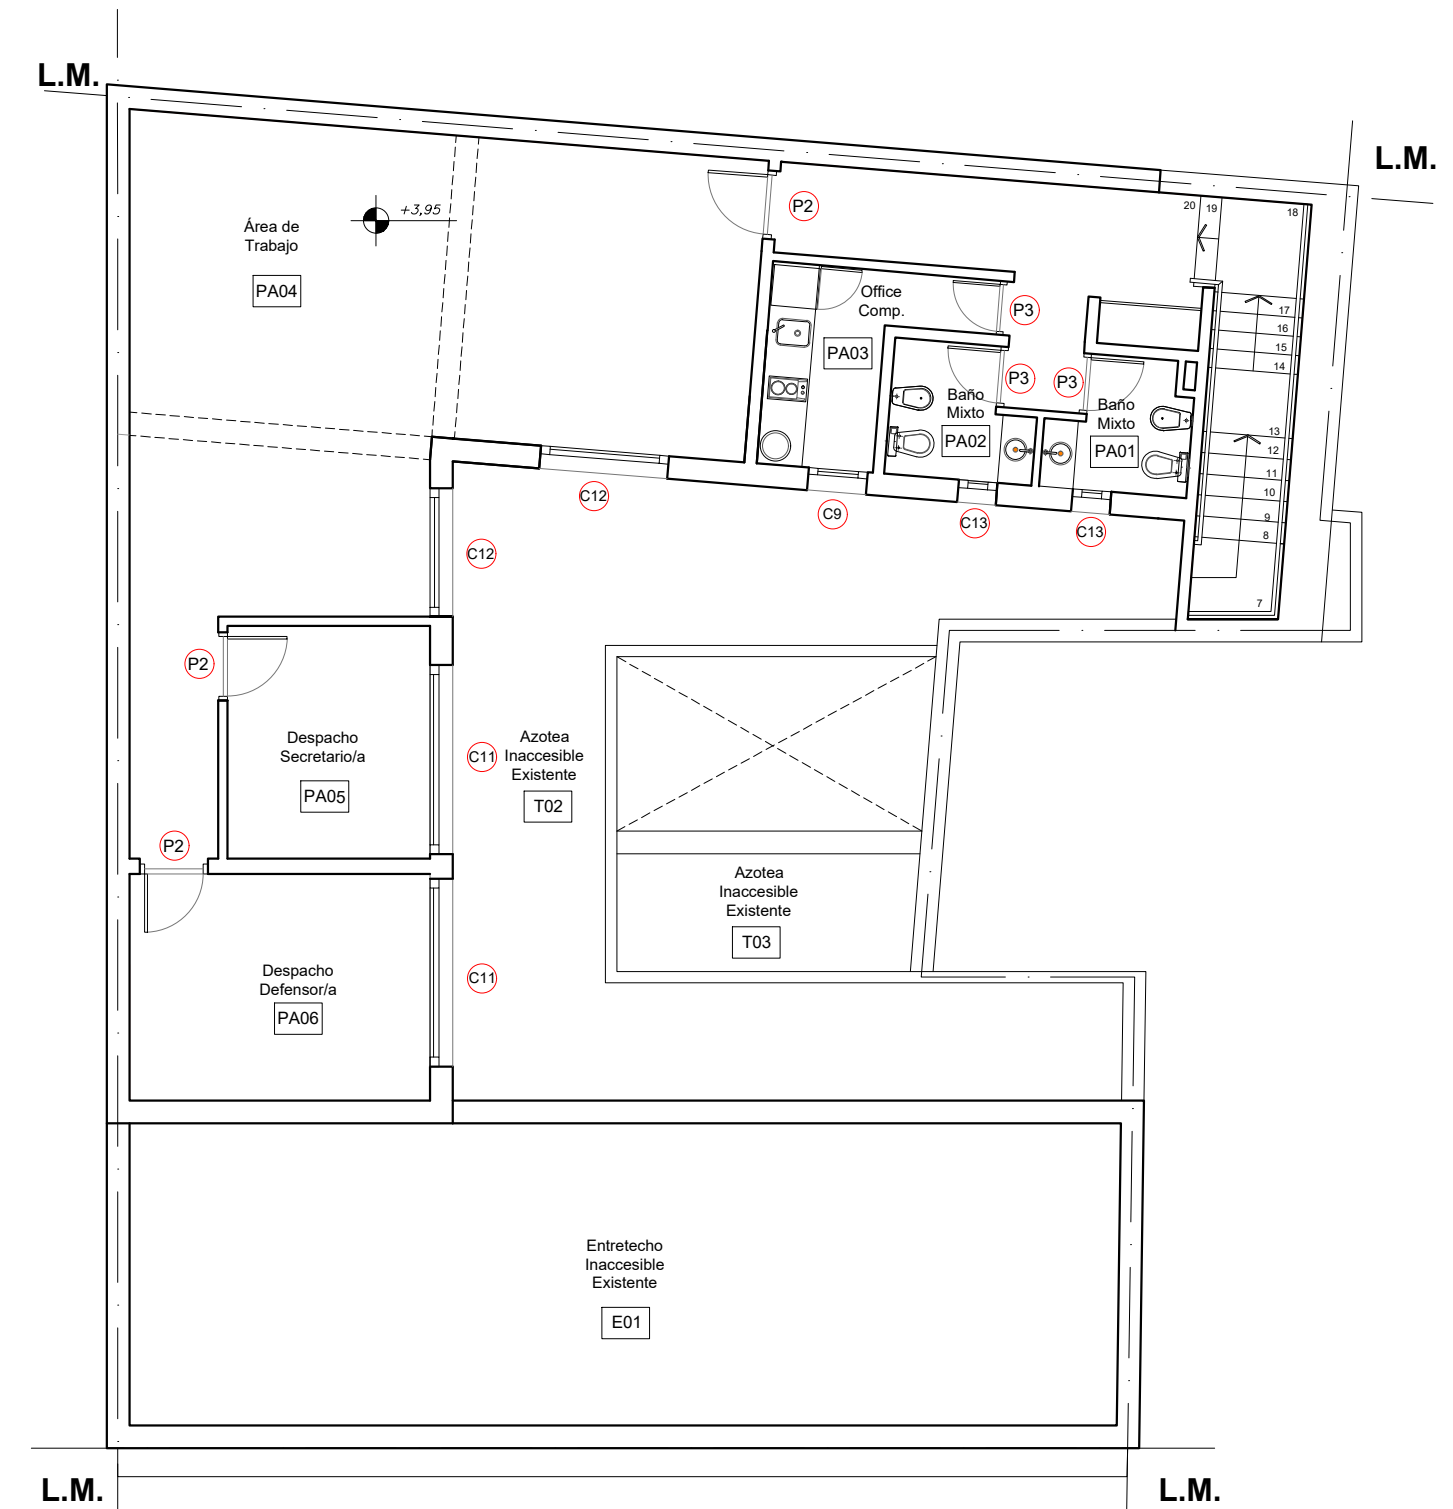 L.M.
L.M.
Área de
Trabajo
PA04
+3,95
P2
20
19
18
17
16
15
14
13
12
11
10
9
8
7
Office
Comp.
PA03
P3
P3
P3
Baño
Mixto
PA02
Baño
Mixto
PA01
C12
C9
C13
C13
C12
P2
Despacho
Secretario/a
PA05
C11
Azotea
Inaccesible
Existente
T02
P2
Azotea
Inaccesible
Existente
T03
Despacho
Defensor/a
PA06
C11
Entretecho
Inaccesible
Existente
E01
L.M.
L.M.